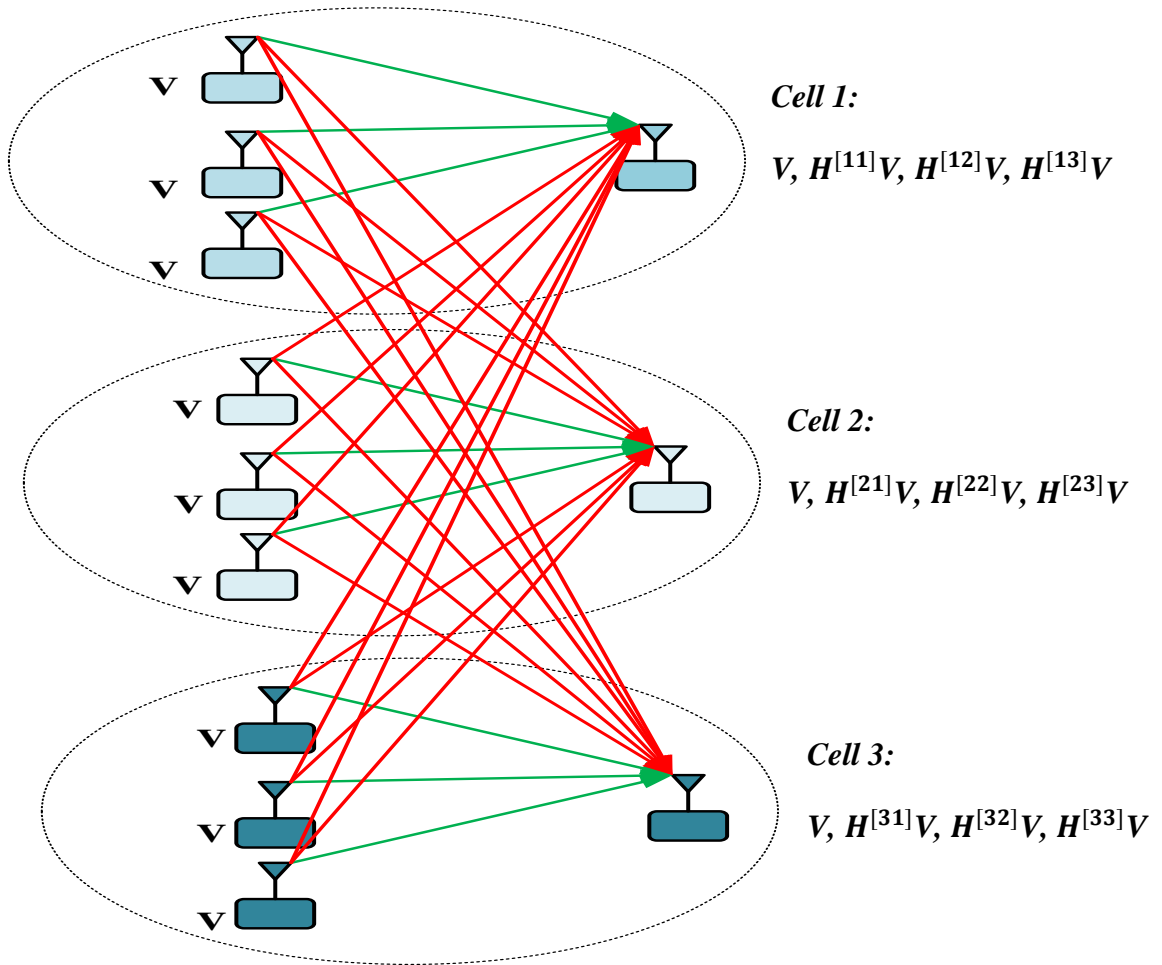 V
V
V
Cell 1:
V, H^[11]V, H^[12]V, H^[13]V
V
V
V
Cell 2:
V, H^[21]V, H^[22]V, H^[23]V
V
V
V
Cell 3:
V, H^[31]V, H^[32]V, H^[33]V